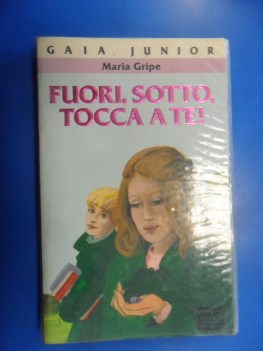 GAIA JUNIOR
Maria Gripe
FUORI, SOTTO,
TOCCA A TE!